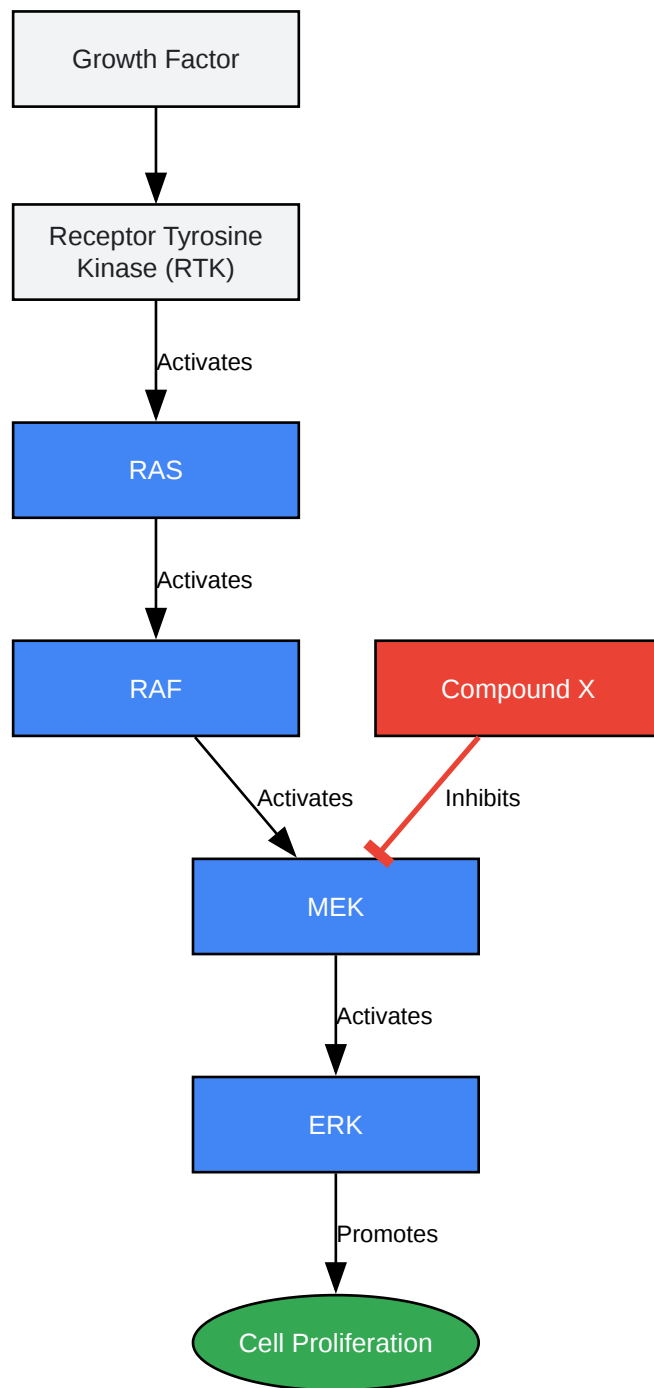 Growth Factor
Receptor Tyrosine
Kinase (RTK)
Activates
RAS
Activates
RAF
Compound X
Activates
Inhibits
MEK
Activates
ERK
Promotes
Cell Proliferation